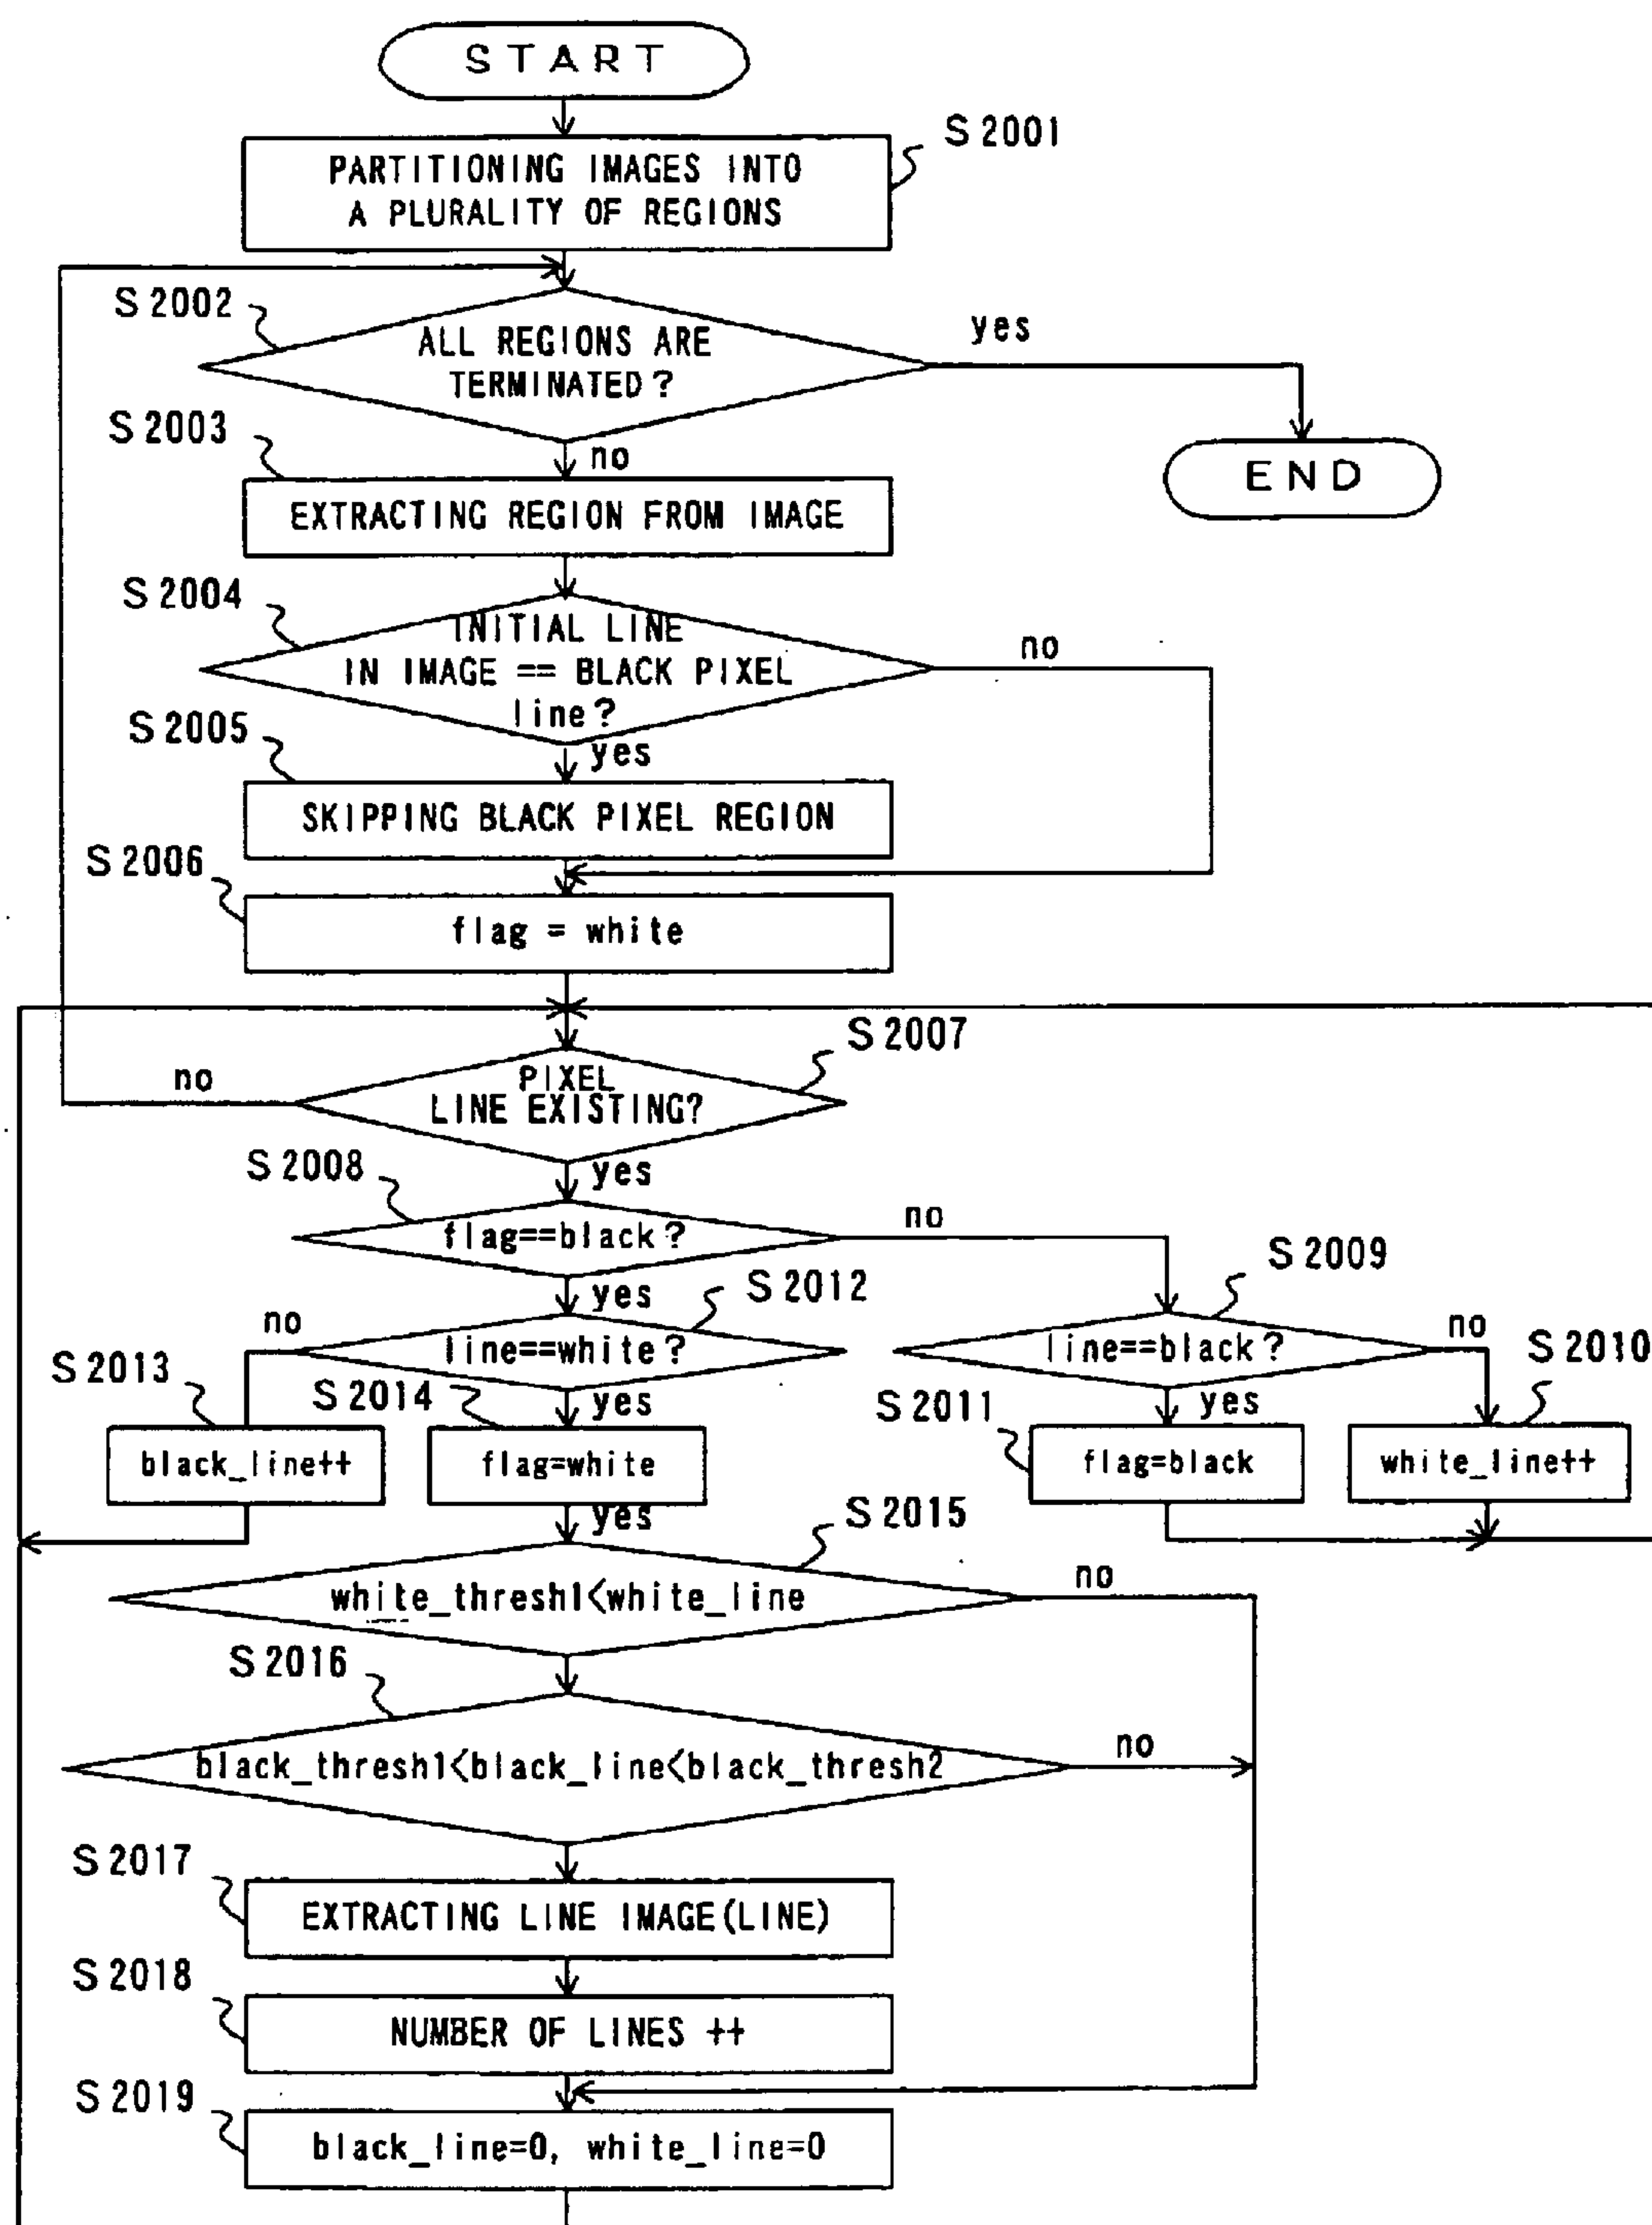 START
S2001
PARTITIONING IMAGES INTO
A PLURALITY OF REGIONS
S2002
ALL REGIONS ARE
TERMINATED?
yes
END
no
S2003
EXTRACTING REGION FROM IMAGE
S2004
INITIAL LINE
IN IMAGE == BLACK PIXEL
line?
no
yes
S2005
SKIPPING BLACK PIXEL REGION
S2006
flag = white
S2007
PIXEL
LINE EXISTING?
no
yes
S2008
flag==black?
no
yes
S2009
line==black?
no
yes
S2010
white_line++
S2011
flag=black
S2012
line==white?
no
yes
S2013
black_line++
S2014
flag=white
yes
S2015
white_thresh1<white_line
no
S2016
black_thresh1<black_line<black_thresh2
no
S2017
EXTRACTING LINE IMAGE(LINE)
S2018
NUMBER OF LINES ++
S2019
black_line=0, white_line=0